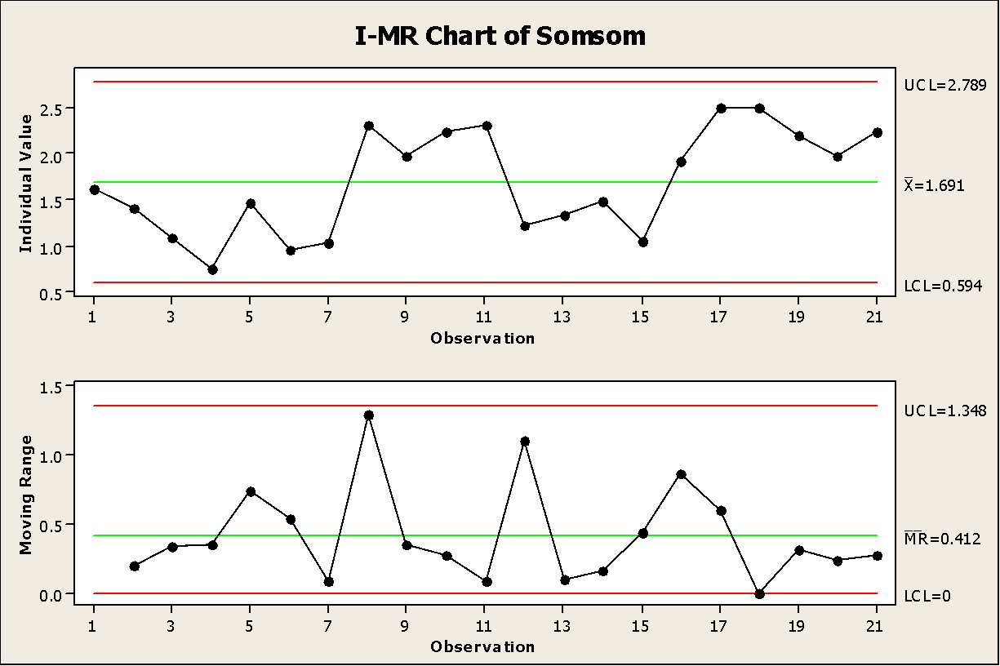 I-MR Chart of Somsom
UCL=2.789
2.5
2.0
X̅=1.691
1.5
1.0
LCL=0.594
0.5
Individual Value
1 3 5 7 9 11 13 15 17 19 21
Observation
1.5
UCL=1.348
1.0
0.5
M̅R̅=0.412
0.0
LCL=0
Moving Range
1 3 5 7 9 11 13 15 17 19 21
Observation